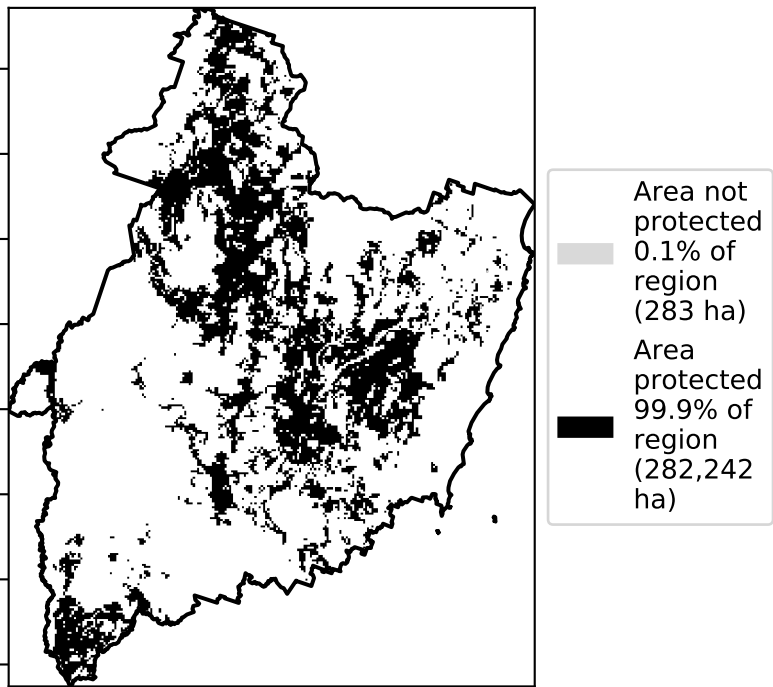 Area not
protected
0.1% of
region
(283 ha)
Area
protected
99.9% of
region
(282,242
ha)